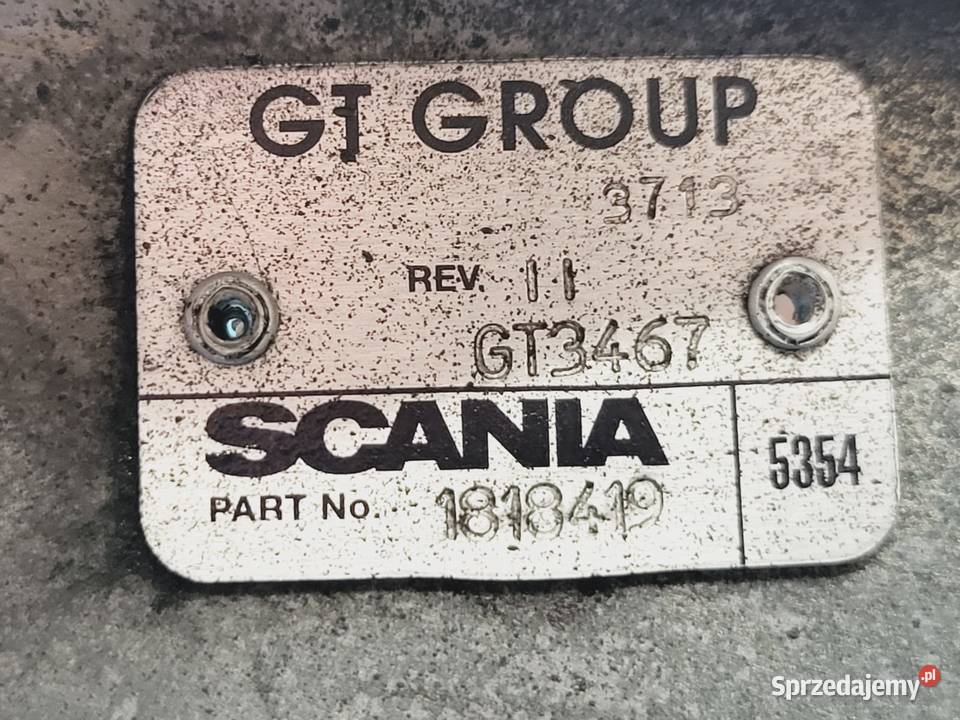 GT GROUP
3713
REV. 11
GT3467
SCANIA
5354
PART No. 1818419
Sprzedajemy.pl